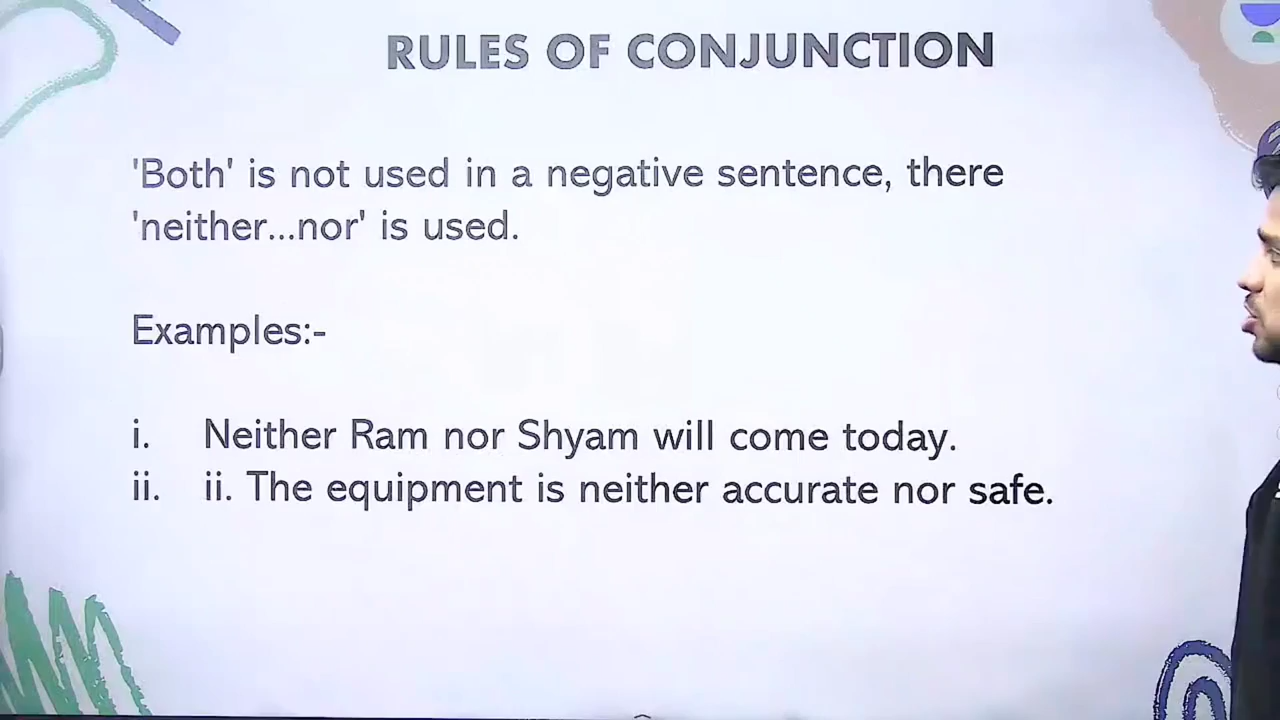 RULES OF CONJUNCTION
'Both' is not used in a negative sentence, there
'neither...nor' is used.
Examples:-
i. Neither Ram nor Shyam will come today.
ii. ii. The equipment is neither accurate nor safe.